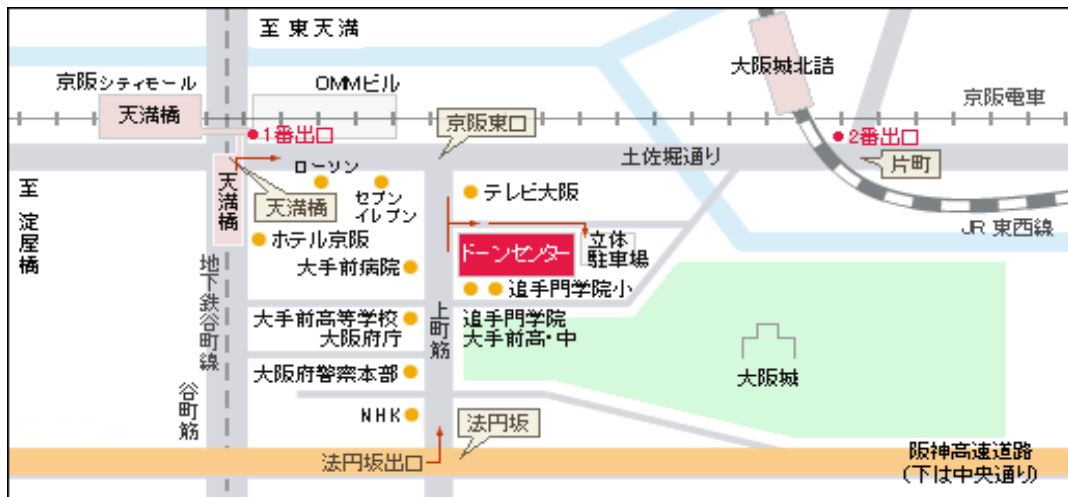 至 東天満
大阪城北詰
京阪シティモール
OMMビル
京阪電車
天満橋
1番出口
京阪東口
2番出口
土佐堀通り
片町
ローソン
至
淀
屋
橋
天満橋
天満橋
セブン
イレブン
テレビ大阪
ホテル京阪
ドーンセンター
立体
駐車場
JR 東西線
大手前病院
追手門学院小
地下鉄谷町線
上町筋
大手前高等学校
大阪府庁
追手門学院
大手前高・中
大阪府警察本部
大阪城
谷町筋
NHK
法円坂
法円坂出口
阪神高速道路
(下は中央通り)